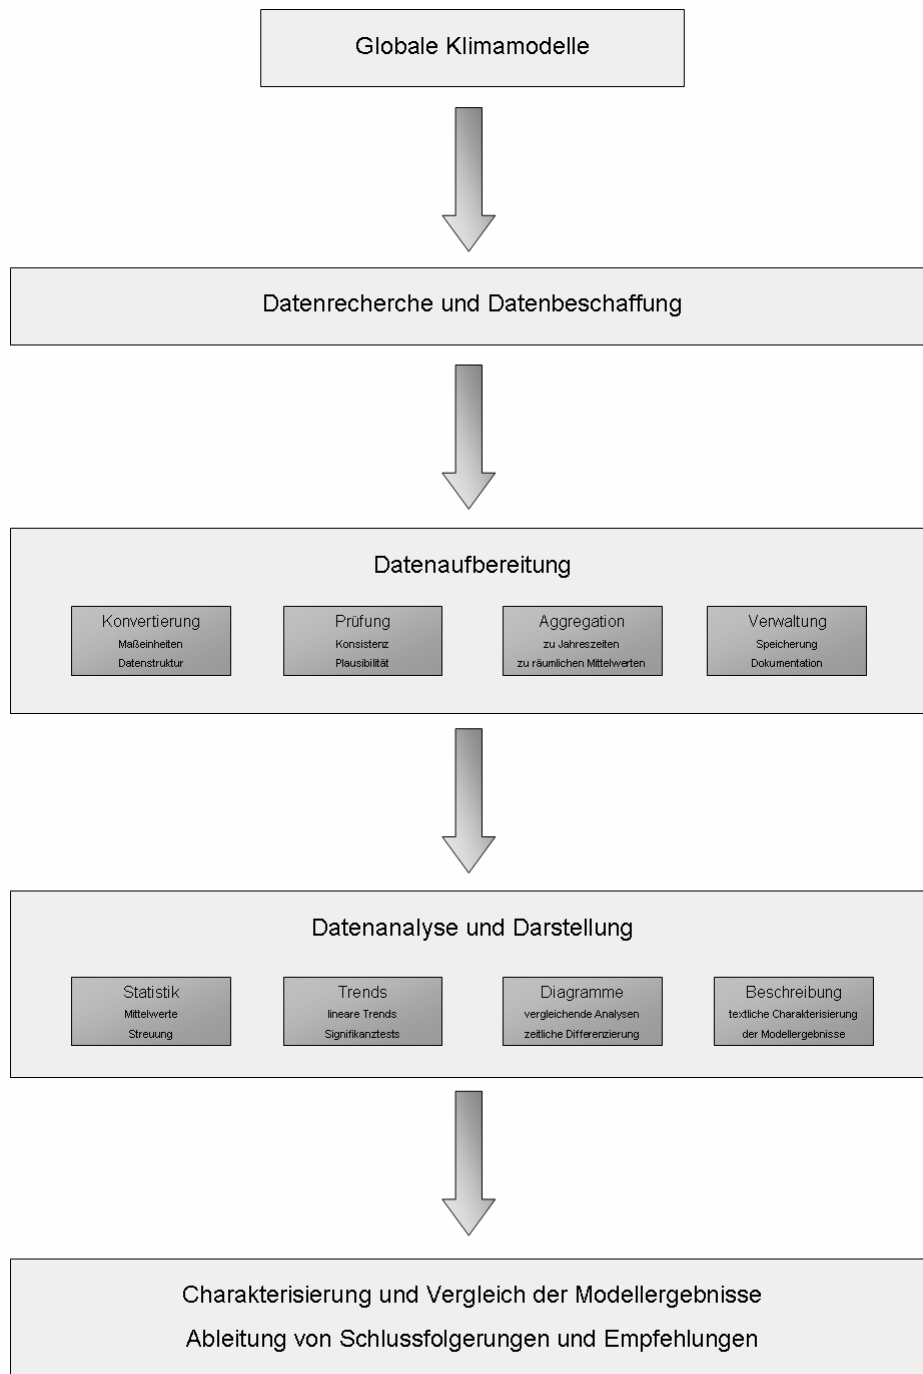 Globale Klimamodelle
Datenrecherche und Datenbeschaffung
Datenaufbereitung
Konvertierung
Maßeinheiten
Datenstruktur
Prüfung
Konsistenz
Plausibilität
Aggregation
zu Jahreszeiten
zu räumlichen Mittelwerten
Verwaltung
Speicherung
Dokumentation
Datenanalyse und Darstellung
Statistik
Mittelwerte
Streuung
Trends
lineare Trends
Signifikanztests
Diagramme
vergleichende Analysen
zeitliche Differenzierung
Beschreibung
textliche Charakterisierung
der Modellergebnisse
Charakterisierung und Vergleich der Modellergebnisse
Ableitung von Schlussfolgerungen und Empfehlungen